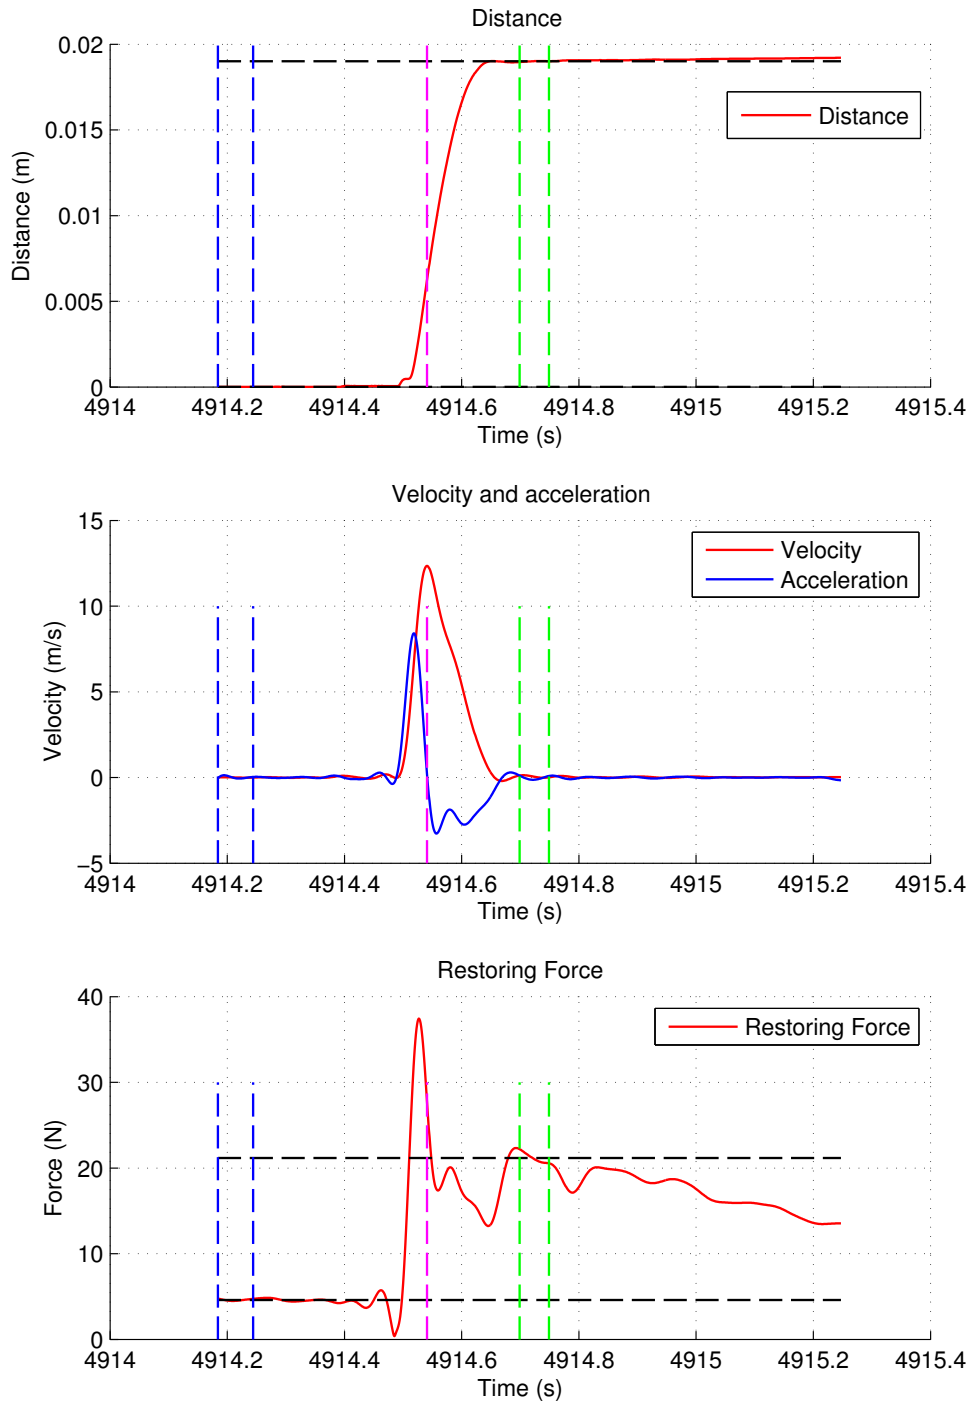 Distance
0.02
0.015
0.01
0.005
0
Distance (m)
Distance
4914 4914.2 4914.4 4914.6 4914.8 4915 4915.2 4915.4
Time (s)
Velocity and acceleration
15
10
5
0
−5
Velocity (m/s)
Velocity
Acceleration
4914 4914.2 4914.4 4914.6 4914.8 4915 4915.2 4915.4
Time (s)
Restoring Force
40
30
20
10
0
Force (N)
Restoring Force
4914 4914.2 4914.4 4914.6 4914.8 4915 4915.2 4915.4
Time (s)